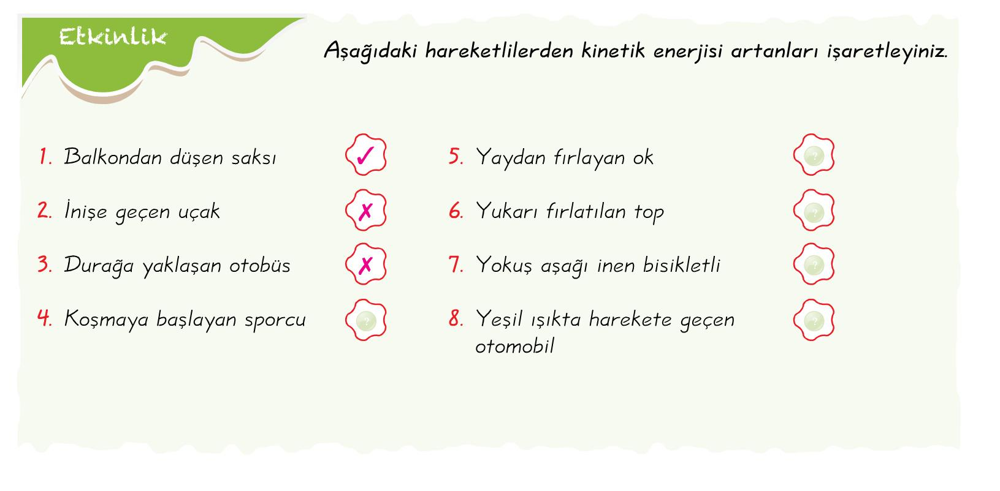 Etkinlik
Aşağıdaki hareketlilerden kinetik enerjisi artanları işaretleyiniz.
1. Balkondan düşen saksı ✓
2. İnişe geçen uçak ✗
3. Durağa yaklaşan otobüs ✗
4. Koşmaya başlayan sporcu ?
5. Yaydan fırlayan ok ?
6. Yukarı fırlatılan top ?
7. Yokuş aşağı inen bisikletli ?
8. Yeşil ışıkta harekete geçen ?
otomobil